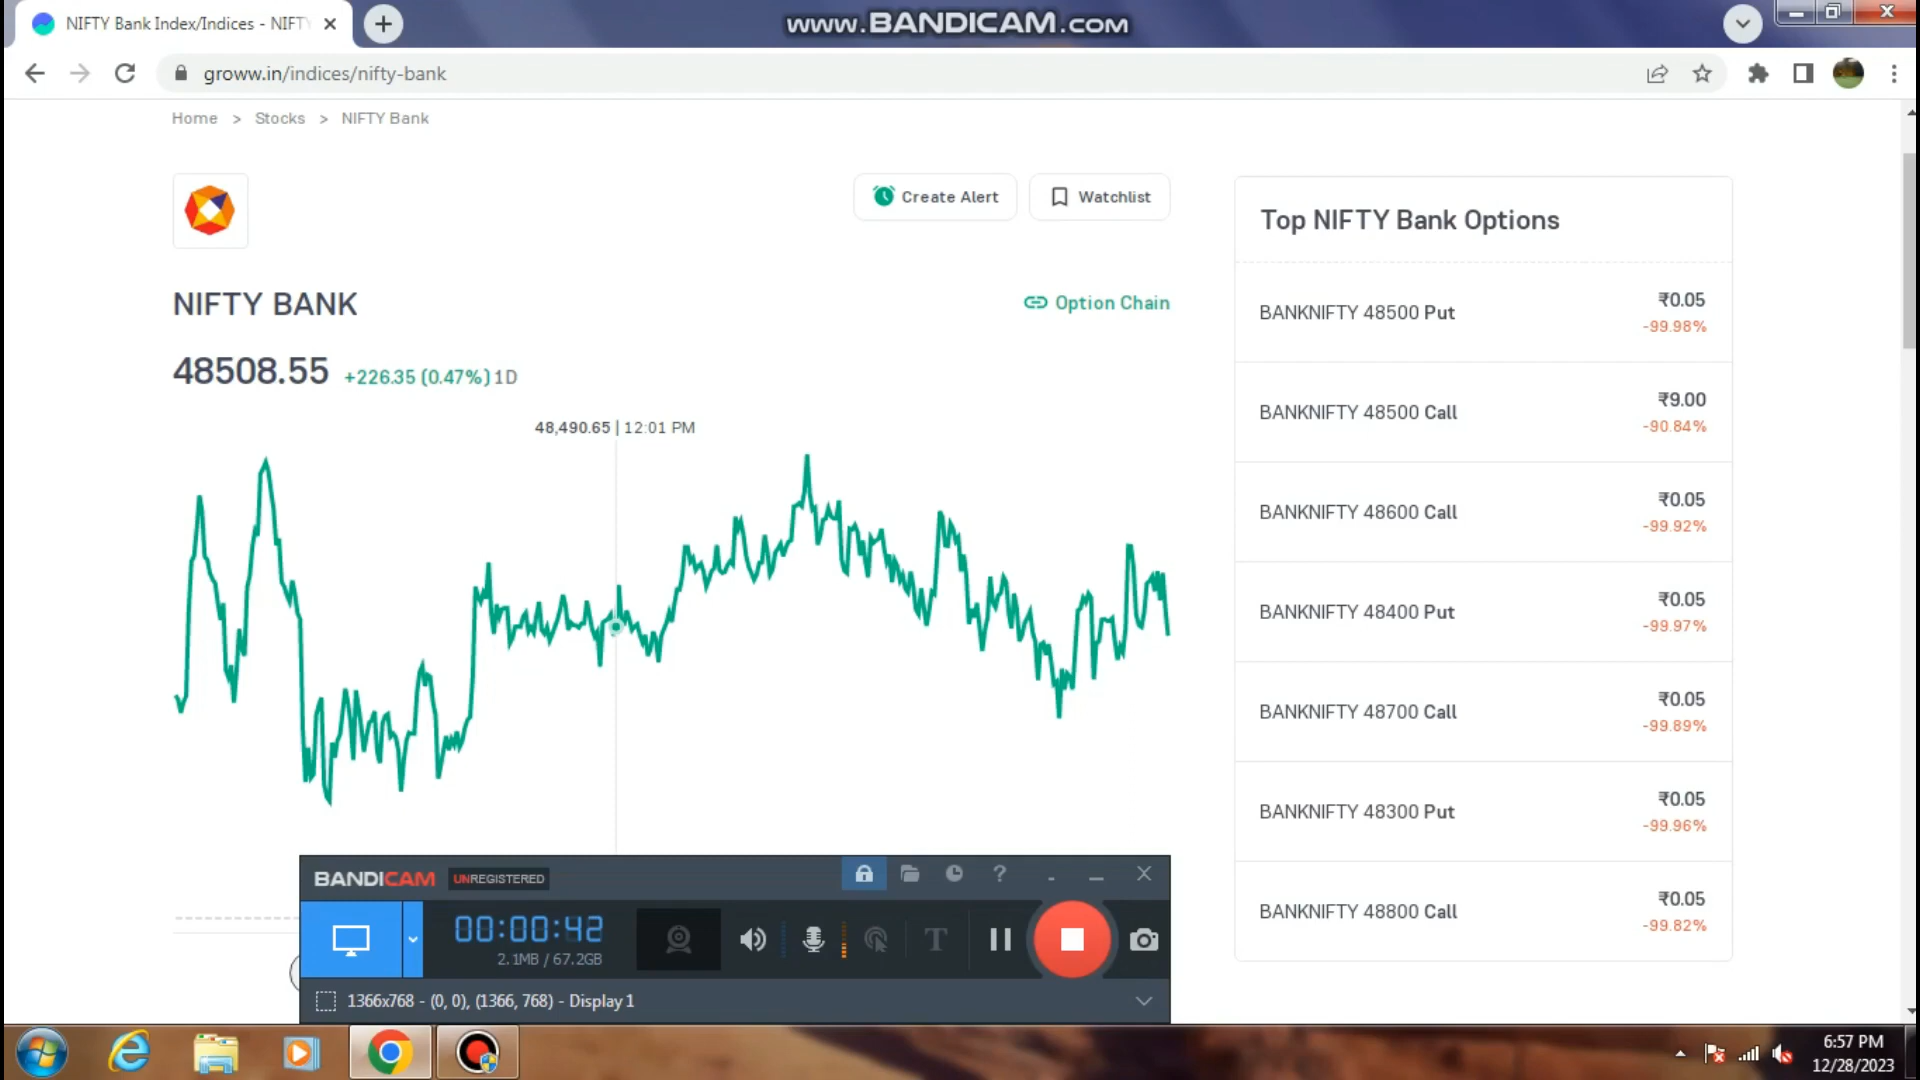 NIFTY Bank Index/Indices - NIFTY
www.BANDICAM.com
groww.in/indices/nifty-bank
Home > Stocks > NIFTY Bank
Create Alert
Watchlist
NIFTY BANK
Option Chain
48508.55 +226.35 (0.47%) 1D
48,490.65 | 12:01 PM
Top NIFTY Bank Options
BANKNIFTY 48500 Put
₹0.05
-99.98%
BANKNIFTY 48500 Call
₹9.00
-90.84%
BANKNIFTY 48600 Call
₹0.05
-99.92%
BANKNIFTY 48400 Put
₹0.05
-99.97%
BANKNIFTY 48700 Call
₹0.05
-99.89%
BANKNIFTY 48300 Put
₹0.05
-99.96%
BANKNIFTY 48800 Call
₹0.05
-99.82%
BANDICAM UNREGISTERED
00:00:42
2.1MB / 67.2GB
T
1366x768 - (0, 0), (1366, 768) - Display 1
6:57 PM
12/28/2023